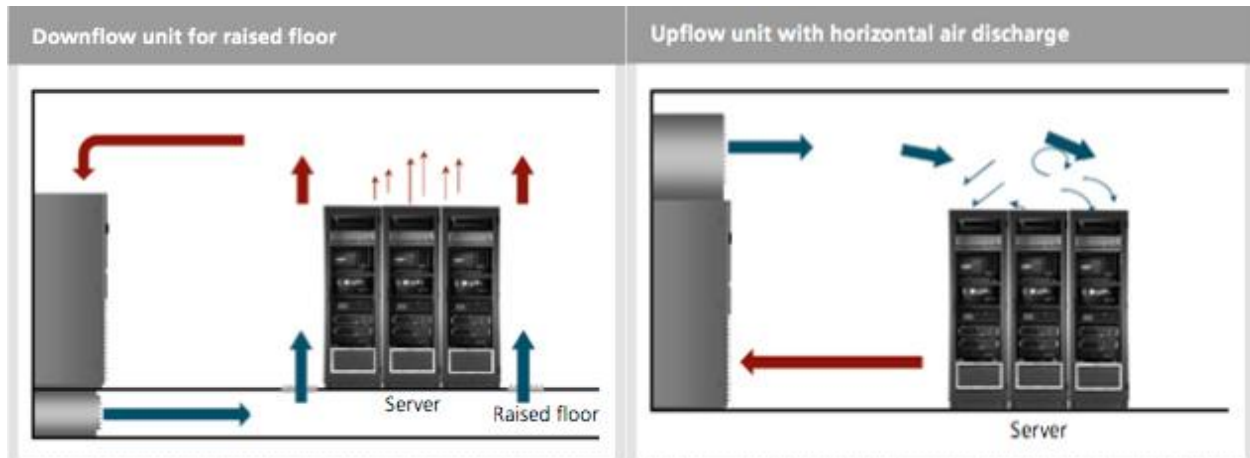 Downflow unit for raised floor
Upflow unit with horizontal air discharge
Server
Raised floor
Server